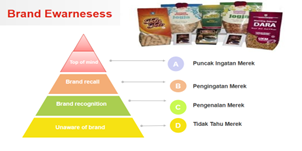 Brand Ewarnesess
DARA
Top of mind
A
Puncak Ingatan Merek
Brand recall
B
Pengingatan Merek
Brand recognition
C
Pengenalan Merek
Unaware of brand
D
Tidak Tahu Merek